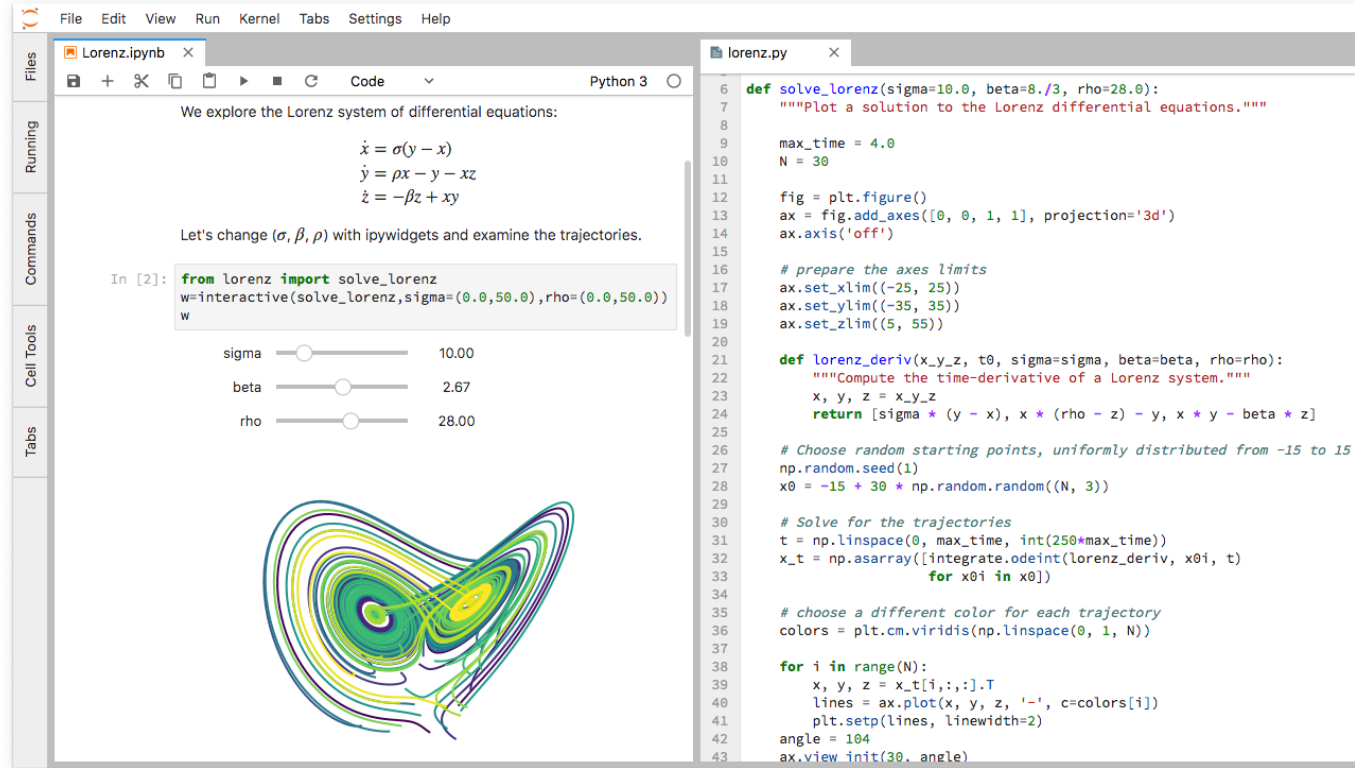 File Edit View Run Kernel Tabs Settings Help
Files
Running
Commands
Cell Tools
Tabs
Lorenz.ipynb ×
Code
Python 3
We explore the Lorenz system of differential equations:
ẋ = σ(y − x)
ẏ = ρx − y − xz
ż = −βz + xy
Let's change (σ, β, ρ) with ipywidgets and examine the trajectories.
In [2]:
from lorenz import solve_lorenz
w=interactive(solve_lorenz,sigma=(0.0,50.0),rho=(0.0,50.0))
w
sigma 10.00
beta 2.67
rho 28.00
lorenz.py ×
6 def solve_lorenz(sigma=10.0, beta=8./3, rho=28.0):
7     """Plot a solution to the Lorenz differential equations."""
8
9     max_time = 4.0
10     N = 30
11
12     fig = plt.figure()
13     ax = fig.add_axes([0, 0, 1, 1], projection='3d')
14     ax.axis('off')
15
16     # prepare the axes limits
17     ax.set_xlim((-25, 25))
18     ax.set_ylim((-35, 35))
19     ax.set_zlim((5, 55))
20
21     def lorenz_deriv(x_y_z, t0, sigma=sigma, beta=beta, rho=rho):
22         """Compute the time-derivative of a Lorenz system."""
23         x, y, z = x_y_z
24         return [sigma * (y - x), x * (rho - z) - y, x * y - beta * z]
25
26     # Choose random starting points, uniformly distributed from -15 to 15
27     np.random.seed(1)
28     x0 = -15 + 30 * np.random.random((N, 3))
29
30     # Solve for the trajectories
31     t = np.linspace(0, max_time, int(250*max_time))
32     x_t = np.asarray([integrate.odeint(lorenz_deriv, x0i, t)
33                       for x0i in x0])
34
35     # choose a different color for each trajectory
36     colors = plt.cm.viridis(np.linspace(0, 1, N))
37
38     for i in range(N):
39         x, y, z = x_t[i,:,:].T
40         lines = ax.plot(x, y, z, '-', c=colors[i])
41         plt.setp(lines, linewidth=2)
42     angle = 104
43     ax.view_init(30, angle)